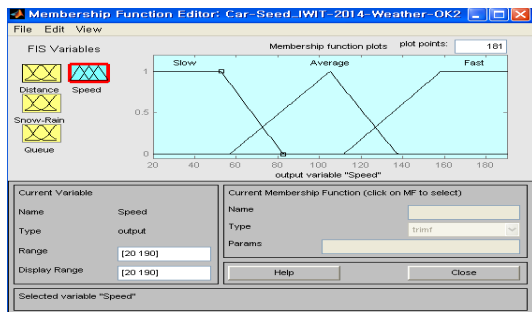 Membership Function Editor: Car-Seed_IWIT-2014-Weather-OK2
File Edit View
FIS Variables
Membership function plots plot points: 181
Distance Speed
Snow-Rain
Queue
Slow Average Fast
1
0.5
0
20 40 60 80 100 120 140 160 180
output variable "Speed"
Current Variable
Name Speed
Type output
Range [20 190]
Display Range [20 190]
Current Membership Function (click on MF to select)
Name
Type trimf
Params
Help Close
Selected variable "Speed"